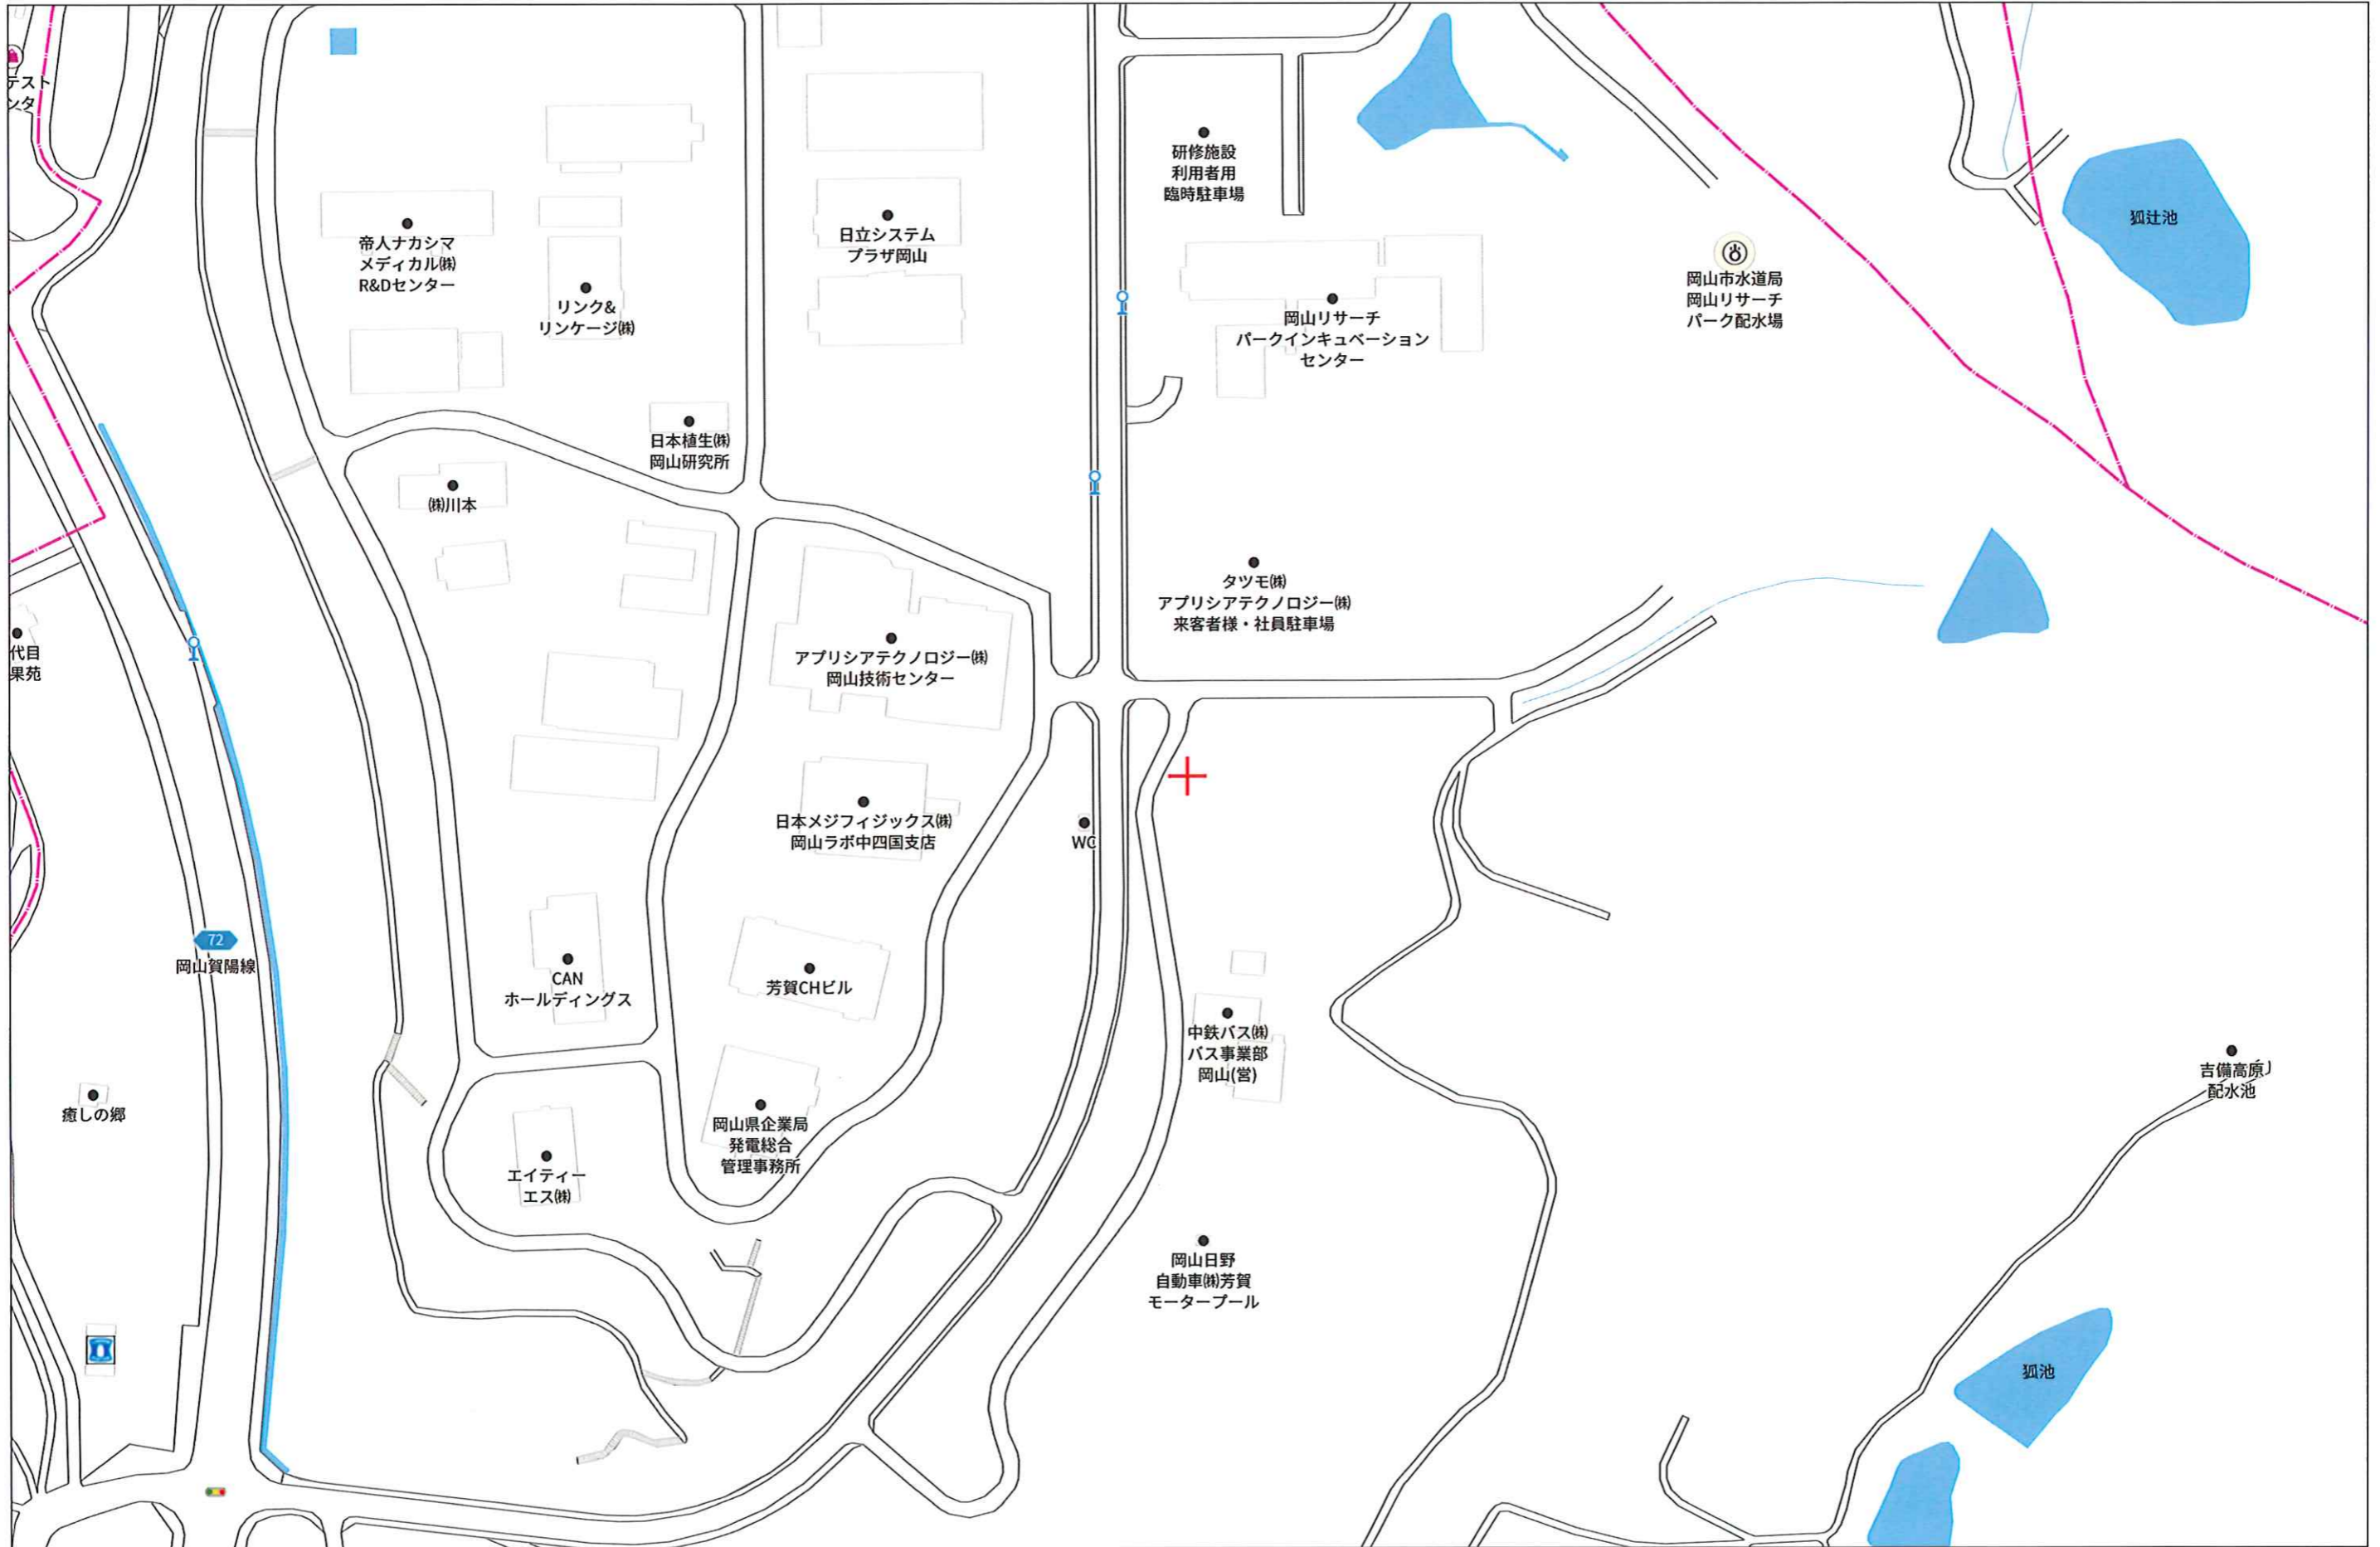 テスト
ンタ
帝人ナカシマ
メディカル㈱
R&Dセンター
リンク&
リンケージ㈱
日立システム
プラザ岡山
研修施設
利用者用
臨時駐車場
岡山リサーチ
パークインキュベーション
センター
岡山市水道局
岡山リサーチ
パーク配水場
狐辻池
日本植生㈱
岡山研究所
㈱川本
タツモ㈱
アプリシアテクノロジー㈱
来客者様・社員駐車場
代目
果苑
アプリシアテクノロジー㈱
岡山技術センター
日本メジフィジックス㈱
岡山ラボ中四国支店
WC
72
岡山賀陽線
CAN
ホールディングス
芳賀CHビル
中鉄バス㈱
バス事業部
岡山(営)
吉備高原
配水池
癒しの郷
岡山県企業局
発電総合
管理事務所
エイティー
エス㈱
岡山日野
自動車㈱芳賀
モータープール
狐池